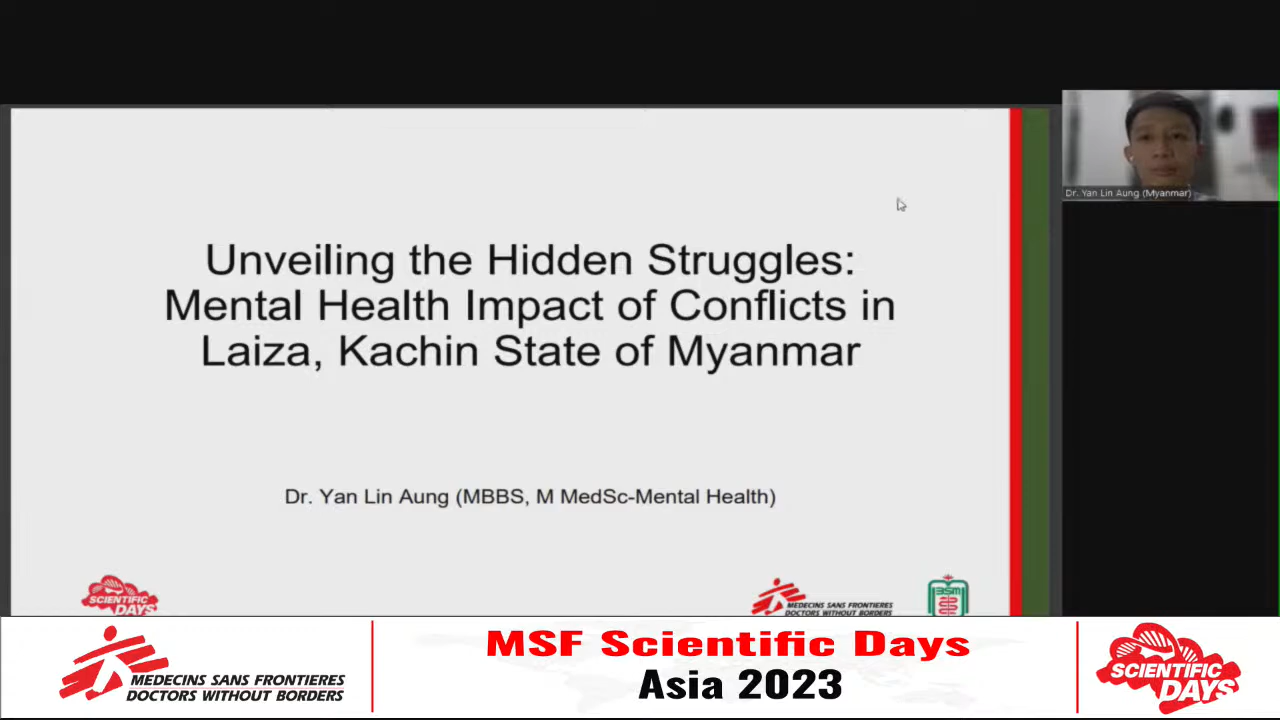 Unveiling the Hidden Struggles:
Mental Health Impact of Conflicts in
Laiza, Kachin State of Myanmar
Dr. Yan Lin Aung (MBBS, M MedSc-Mental Health)
Dr. Yan Lin Aung (Myanmar)
SCIENTIFIC
DAYS
MEDECINS SANS FRONTIERES
DOCTORS WITHOUT BORDERS
MEDECINS SANS FRONTIERES
DOCTORS WITHOUT BORDERS
MSF Scientific Days
Asia 2023
SCIENTIFIC
DAYS